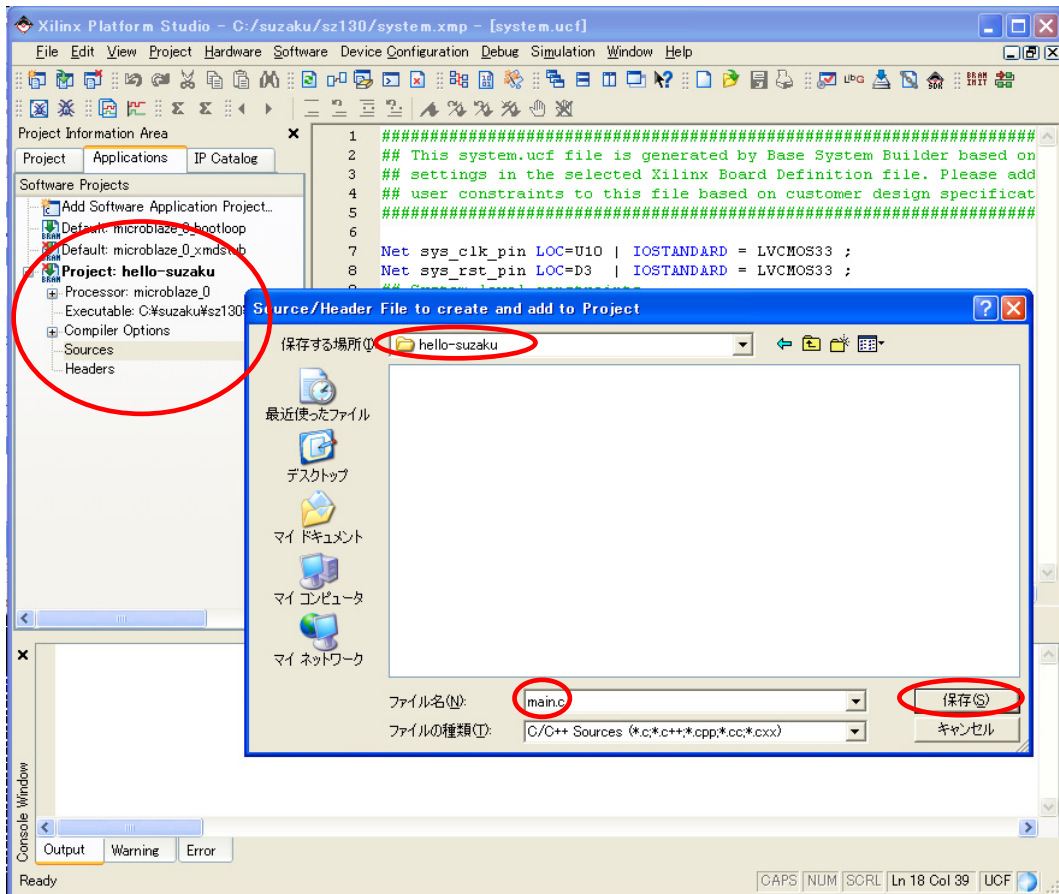 Xilinx Platform Studio - C:/suzaku/sz130/system.xmp - [system.ucf]
File Edit View Project Hardware Software Device Configuration Debug Simulation Window Help
Project Information Area
Project Applications IP Catalog
Software Projects
Add Software Application Project...
Default: microblaze_0_bootloop
Default: microblaze_0_xmdstub
Project: hello-suzaku
Processor: microblaze_0
Executable: C:¥suzaku¥sz130¥
Compiler Options
Sources
Headers
1 ######################################################################
2 ## This system.ucf file is generated by Base System Builder based on
3 ## settings in the selected Xilinx Board Definition file. Please add
4 ## user constraints to this file based on customer design specificat
5 ######################################################################
6
7 Net sys_clk_pin LOC=U10 | IOSTANDARD = LVCMOS33 ;
8 Net sys_rst_pin LOC=D3 | IOSTANDARD = LVCMOS33 ;
## System level constraints
Source/Header File to create and add to Project
保存する場所(I):
hello-suzaku
最近使ったファイル
デスクトップ
マイ ドキュメント
マイ コンピュータ
マイ ネットワーク
ファイル名(N): main.c 保存(S)
ファイルの種類(T): C/C++ Sources (*.c;*.c++;*.cpp;*.cc;*.cxx) キャンセル
Console Window
Output Warning Error
Ready CAPS NUM SCRL Ln 18 Col 39 UCF